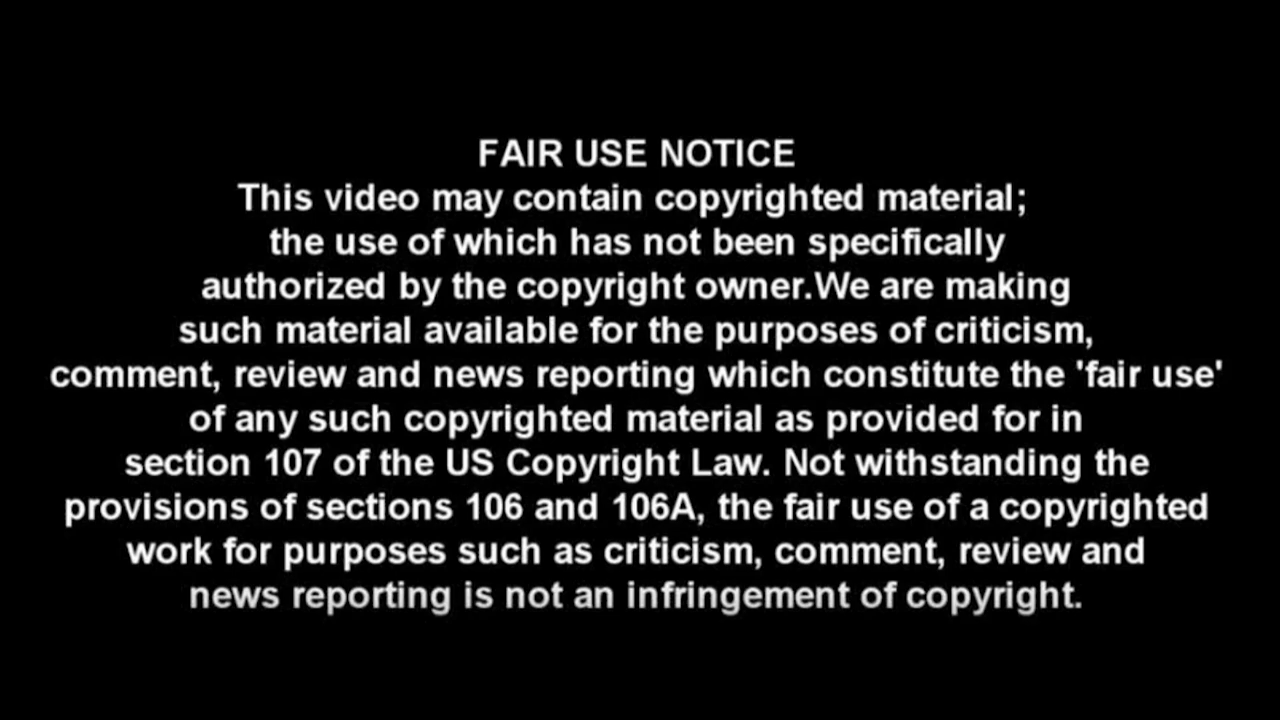 FAIR USE NOTICE
This video may contain copyrighted material;
the use of which has not been specifically
authorized by the copyright owner.We are making
such material available for the purposes of criticism,
comment, review and news reporting which constitute the 'fair use'
of any such copyrighted material as provided for in
section 107 of the US Copyright Law. Not withstanding the
provisions of sections 106 and 106A, the fair use of a copyrighted
work for purposes such as criticism, comment, review and
news reporting is not an infringement of copyright.